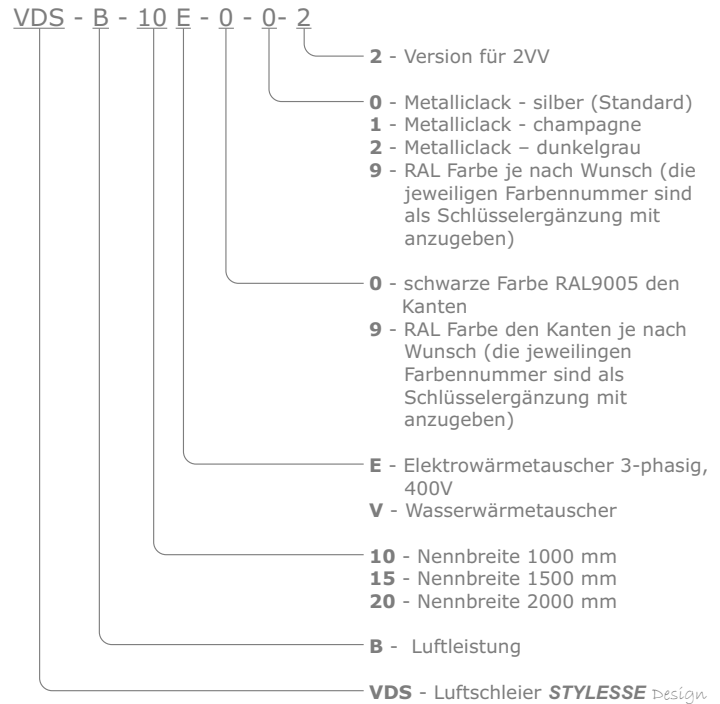 VDS - B - 10 E - 0 - 0- 2
2 - Version für 2VV
0 - Metalliclack - silber (Standard)
1 - Metalliclack - champagne
2 - Metalliclack – dunkelgrau
9 - RAL Farbe je nach Wunsch (die
jeweiligen Farbennummer sind
als Schlüsselergänzung mit
anzugeben)
0 - schwarze Farbe RAL9005 den
Kanten
9 - RAL Farbe den Kanten je nach
Wunsch (die jeweilingen
Farbennummer sind als
Schlüsselergänzung mit
anzugeben)
E - Elektrowärmetauscher 3-phasig,
400V
V - Wasserwärmetauscher
10 - Nennbreite 1000 mm
15 - Nennbreite 1500 mm
20 - Nennbreite 2000 mm
B - Luftleistung
VDS - Luftschleier STYLESSE Design